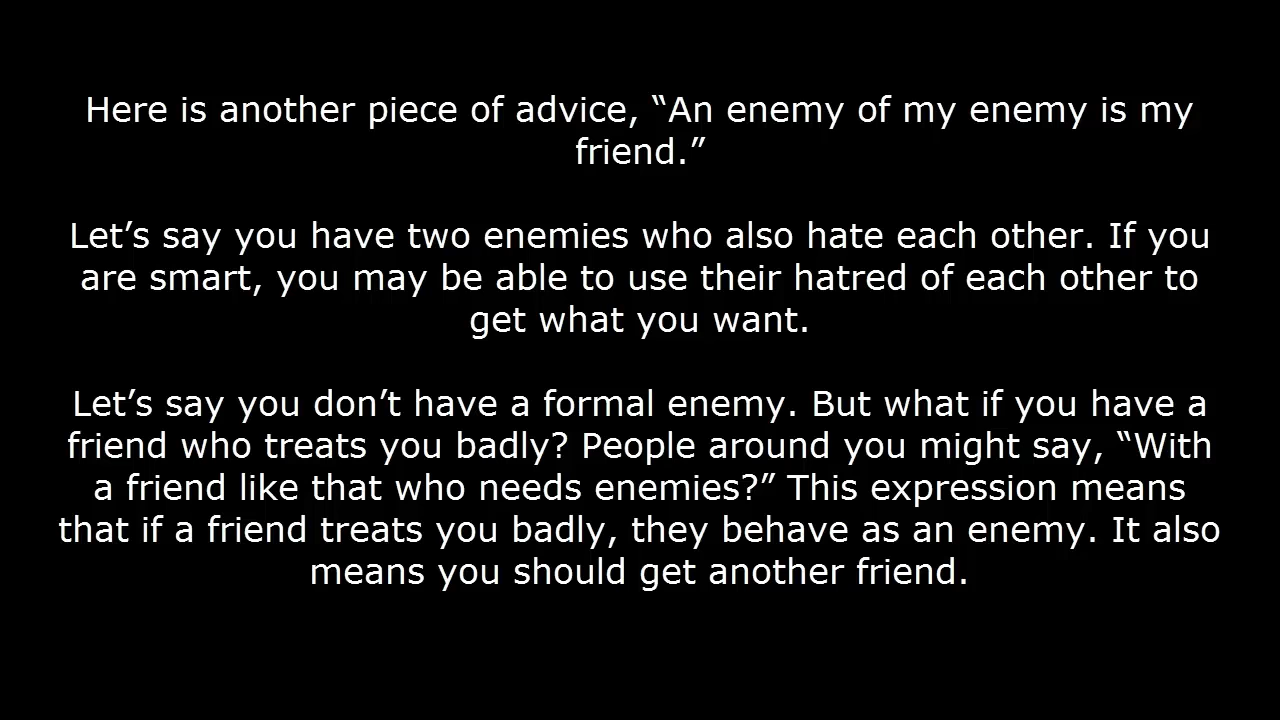 Here is another piece of advice, “An enemy of my enemy is my
friend.”
Let’s say you have two enemies who also hate each other. If you
are smart, you may be able to use their hatred of each other to
get what you want.
Let’s say you don’t have a formal enemy. But what if you have a
friend who treats you badly? People around you might say, “With
a friend like that who needs enemies?” This expression means
that if a friend treats you badly, they behave as an enemy. It also
means you should get another friend.